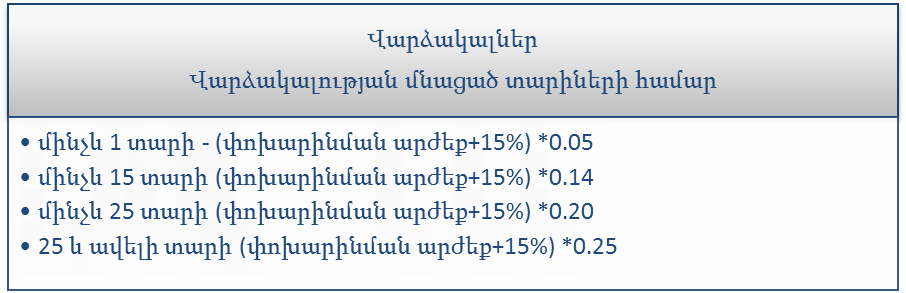 Վարձակալներ
Վարձակալության մնացած տարիների համար
• մինչև 1 տարի - (փոխարինման արժեք+15%) *0.05
• մինչև 15 տարի (փոխարինման արժեք+15%) *0.14
• մինչև 25 տարի (փոխարինման արժեք+15%) *0.20
• 25 և ավելի տարի (փոխարինման արժեք+15%) *0.25